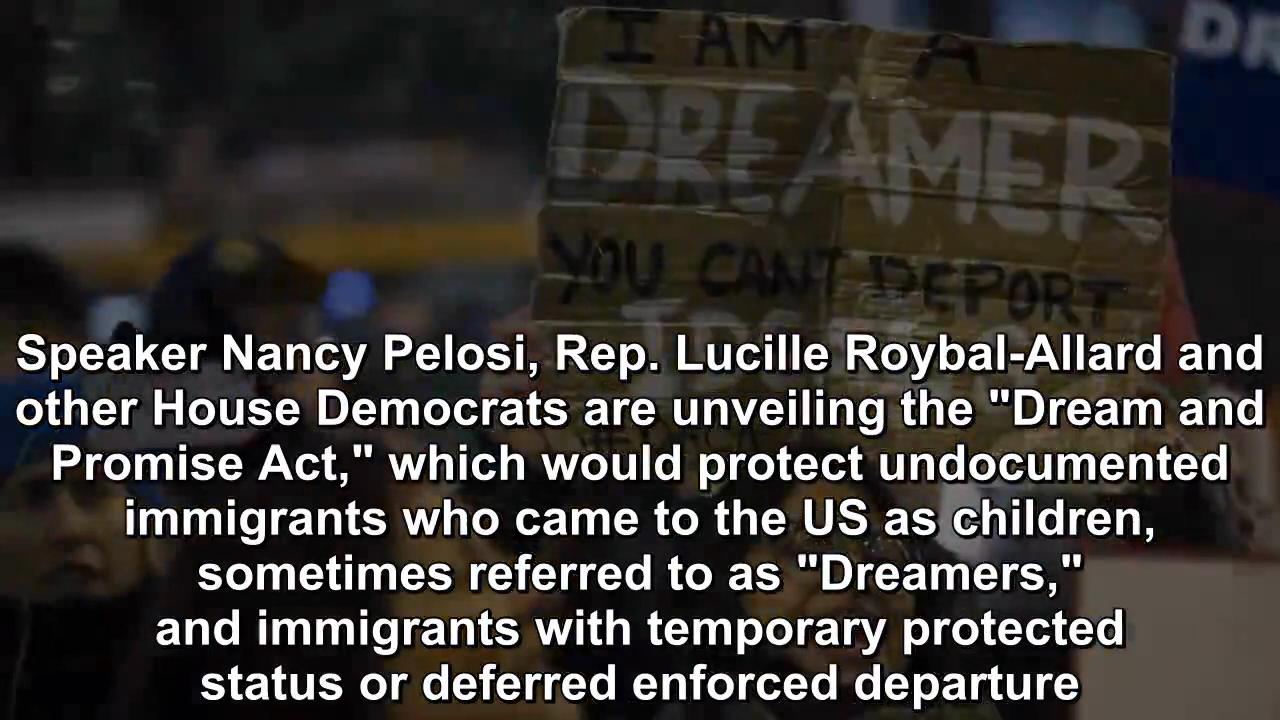 I AM A
DR
DREAMER
YOU CAN'T DEPORT
Speaker Nancy Pelosi, Rep. Lucille Roybal-Allard and
other House Democrats are unveiling the "Dream and
Promise Act," which would protect undocumented
immigrants who came to the US as children,
sometimes referred to as "Dreamers,"
and immigrants with temporary protected
status or deferred enforced departure